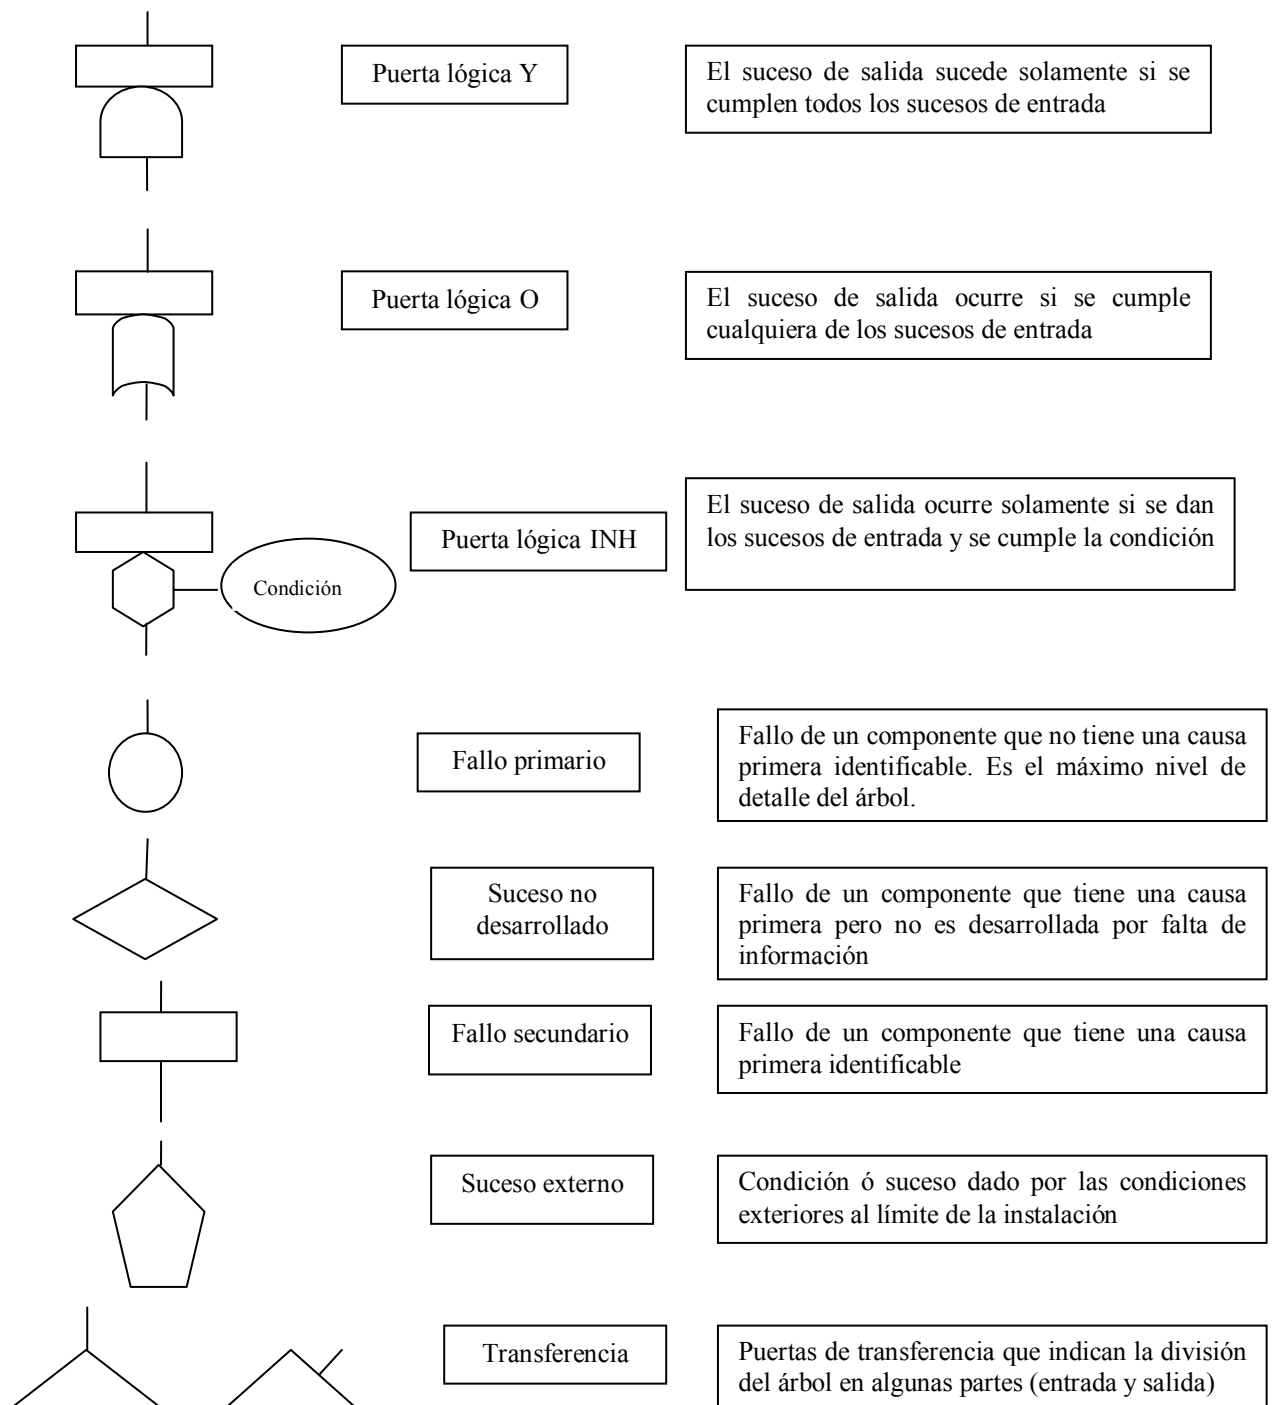 Puerta lógica Y
El suceso de salida sucede solamente si se
cumplen todos los sucesos de entrada
Puerta lógica O
El suceso de salida ocurre si se cumple
cualquiera de los sucesos de entrada
Condición
Puerta lógica INH
El suceso de salida ocurre solamente si se dan
los sucesos de entrada y se cumple la condición
Fallo primario
Fallo de un componente que no tiene una causa
primera identificable. Es el máximo nivel de
detalle del árbol.
Suceso no
desarrollado
Fallo de un componente que tiene una causa
primera pero no es desarrollada por falta de
información
Fallo secundario
Fallo de un componente que tiene una causa
primera identificable
Suceso externo
Condición ó suceso dado por las condiciones
exteriores al límite de la instalación
Transferencia
Puertas de transferencia que indican la división
del árbol en algunas partes (entrada y salida)